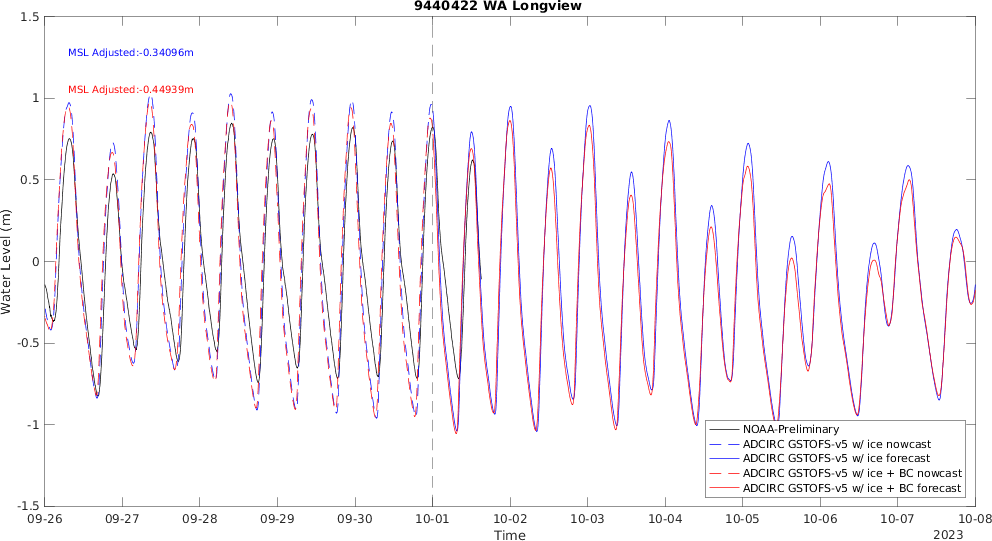 9440422 WA Longview
MSL Adjusted:-0.34096m
MSL Adjusted:-0.44939m
Water Level (m)
1.5
1
0.5
0
-0.5
-1
-1.5
NOAA-Preliminary
ADCIRC GSTOFS-v5 w/ ice nowcast
ADCIRC GSTOFS-v5 w/ ice forecast
ADCIRC GSTOFS-v5 w/ ice + BC nowcast
ADCIRC GSTOFS-v5 w/ ice + BC forecast
09-26 09-27 09-28 09-29 09-30 10-01 10-02 10-03 10-04 10-05 10-06 10-07 10-08
Time
2023